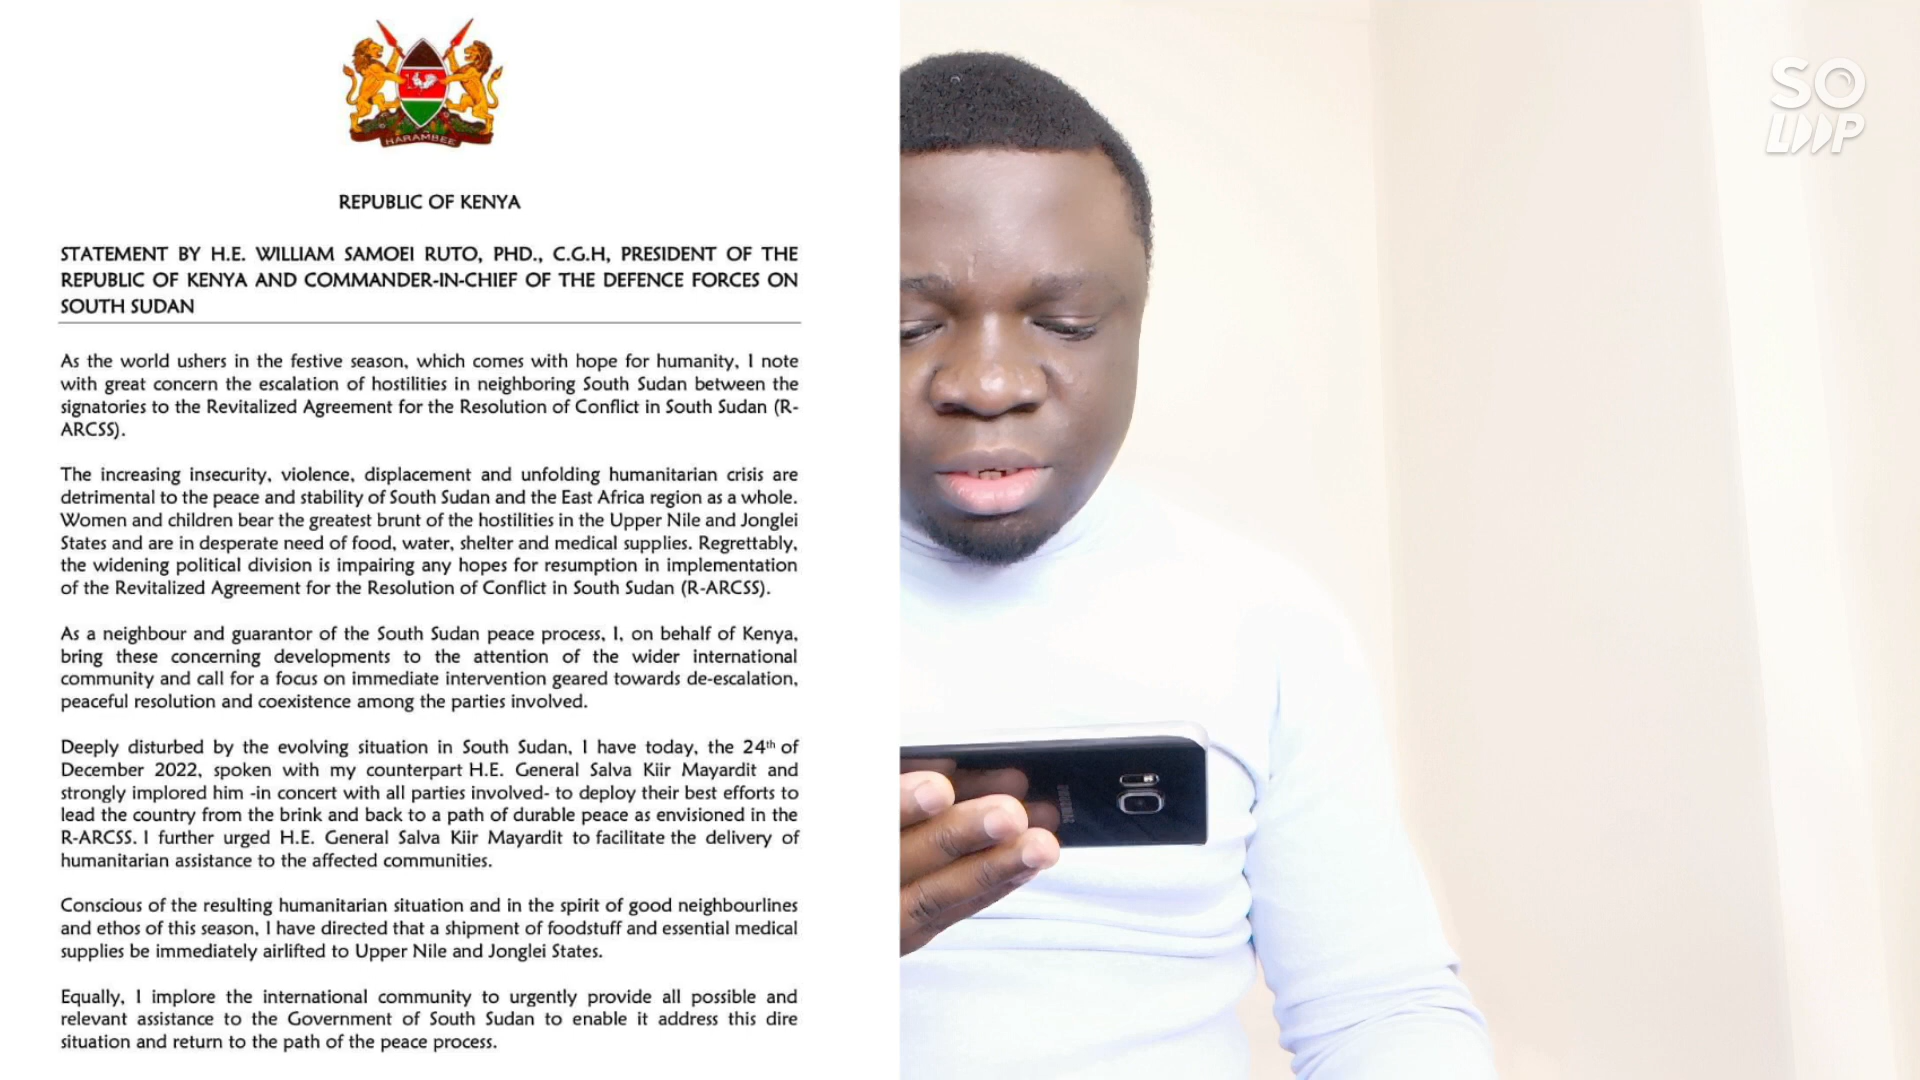 HARAMBEE
REPUBLIC OF KENYA
STATEMENT BY H.E. WILLIAM SAMOEI RUTO, PHD., C.G.H, PRESIDENT OF THE
REPUBLIC OF KENYA AND COMMANDER-IN-CHIEF OF THE DEFENCE FORCES ON
SOUTH SUDAN
As the world ushers in the festive season, which comes with hope for humanity, I note
with great concern the escalation of hostilities in neighboring South Sudan between the
signatories to the Revitalized Agreement for the Resolution of Conflict in South Sudan (R-
ARCSS).
The increasing insecurity, violence, displacement and unfolding humanitarian crisis are
detrimental to the peace and stability of South Sudan and the East Africa region as a whole.
Women and children bear the greatest brunt of the hostilities in the Upper Nile and Jonglei
States and are in desperate need of food, water, shelter and medical supplies. Regrettably,
the widening political division is impairing any hopes for resumption in implementation
of the Revitalized Agreement for the Resolution of Conflict in South Sudan (R-ARCSS).
As a neighbour and guarantor of the South Sudan peace process, I, on behalf of Kenya,
bring these concerning developments to the attention of the wider international
community and call for a focus on immediate intervention geared towards de-escalation,
peaceful resolution and coexistence among the parties involved.
Deeply disturbed by the evolving situation in South Sudan, I have today, the 24th of
December 2022, spoken with my counterpart H.E. General Salva Kiir Mayardit and
strongly implored him -in concert with all parties involved- to deploy their best efforts to
lead the country from the brink and back to a path of durable peace as envisioned in the
R-ARCSS. I further urged H.E. General Salva Kiir Mayardit to facilitate the delivery of
humanitarian assistance to the affected communities.
Conscious of the resulting humanitarian situation and in the spirit of good neighbourlines
and ethos of this season, I have directed that a shipment of foodstuff and essential medical
supplies be immediately airlifted to Upper Nile and Jonglei States.
Equally, I implore the international community to urgently provide all possible and
relevant assistance to the Government of South Sudan to enable it address this dire
situation and return to the path of the peace process.
SO
LOOP
SAMSUNG